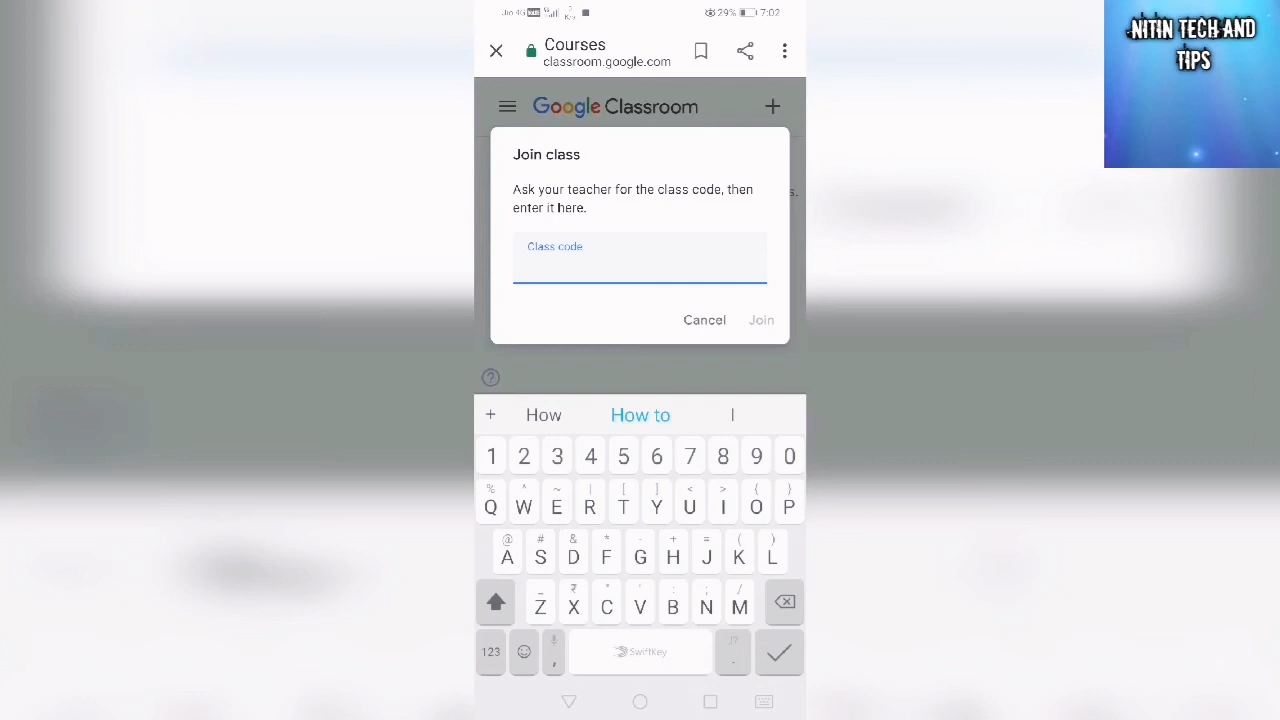 Jio 4G
29% 7:02
NITIN TECH AND
TIPS
Courses
classroom.google.com
Google Classroom
Join class
Ask your teacher for the class code, then
enter it here.
s.
Class code
Cancel Join
How How to I
1 2 3 4 5 6 7 8 9 0
% ^ ~ | [ ] < > { }
Q W E R T Y U I O P
@ # & * - + = ( )
A S D F G H J K L
_ ₹ " ' : ; /
Z X C V B N M
123 , SwiftKey !? .